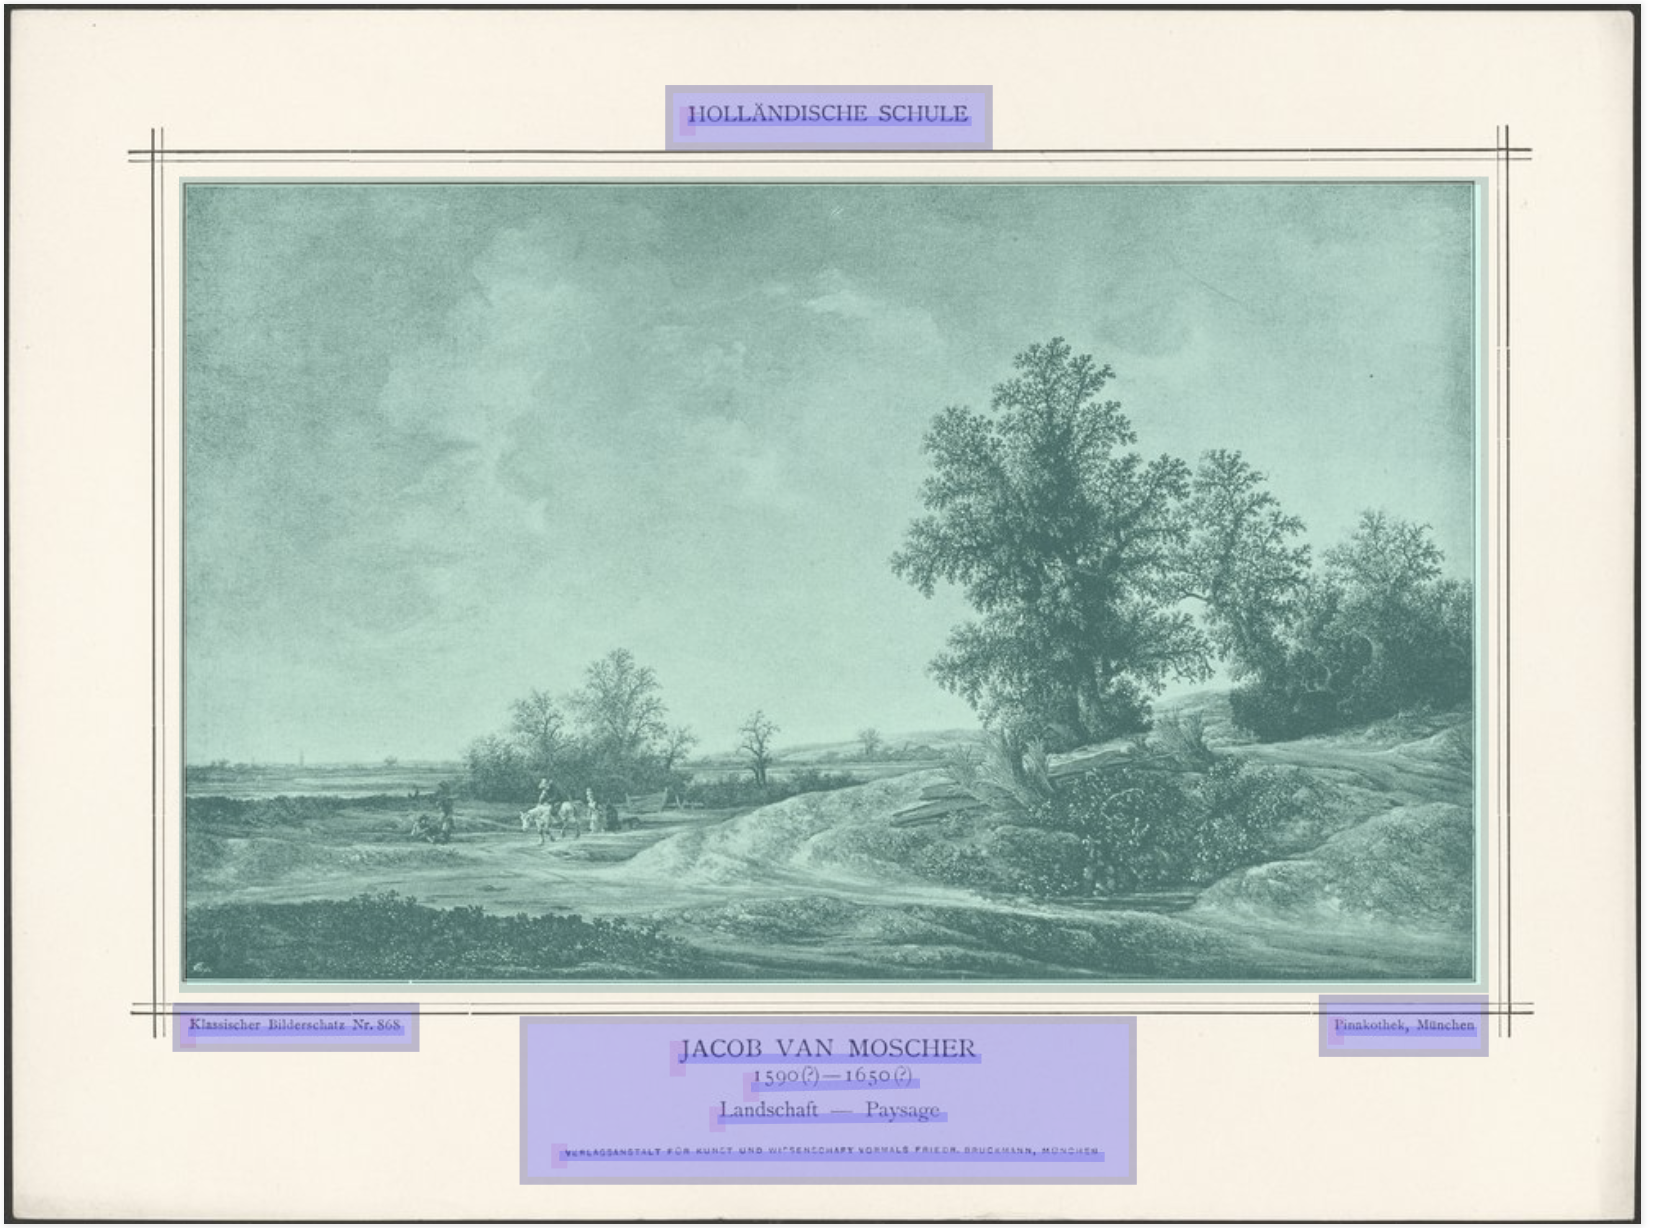 HOLLÄNDISCHE SCHULE
Klassischer Bilderschatz Nr. 868
Pinakothek, München
JACOB VAN MOSCHER
1590(?)—1650(?)
Landschaft — Paysage
VERLAGSANSTALT FÜR KUNST UND WISSENSCHAFT VORMALS FRIEDR. BRUCKMANN, MÜNCHEN